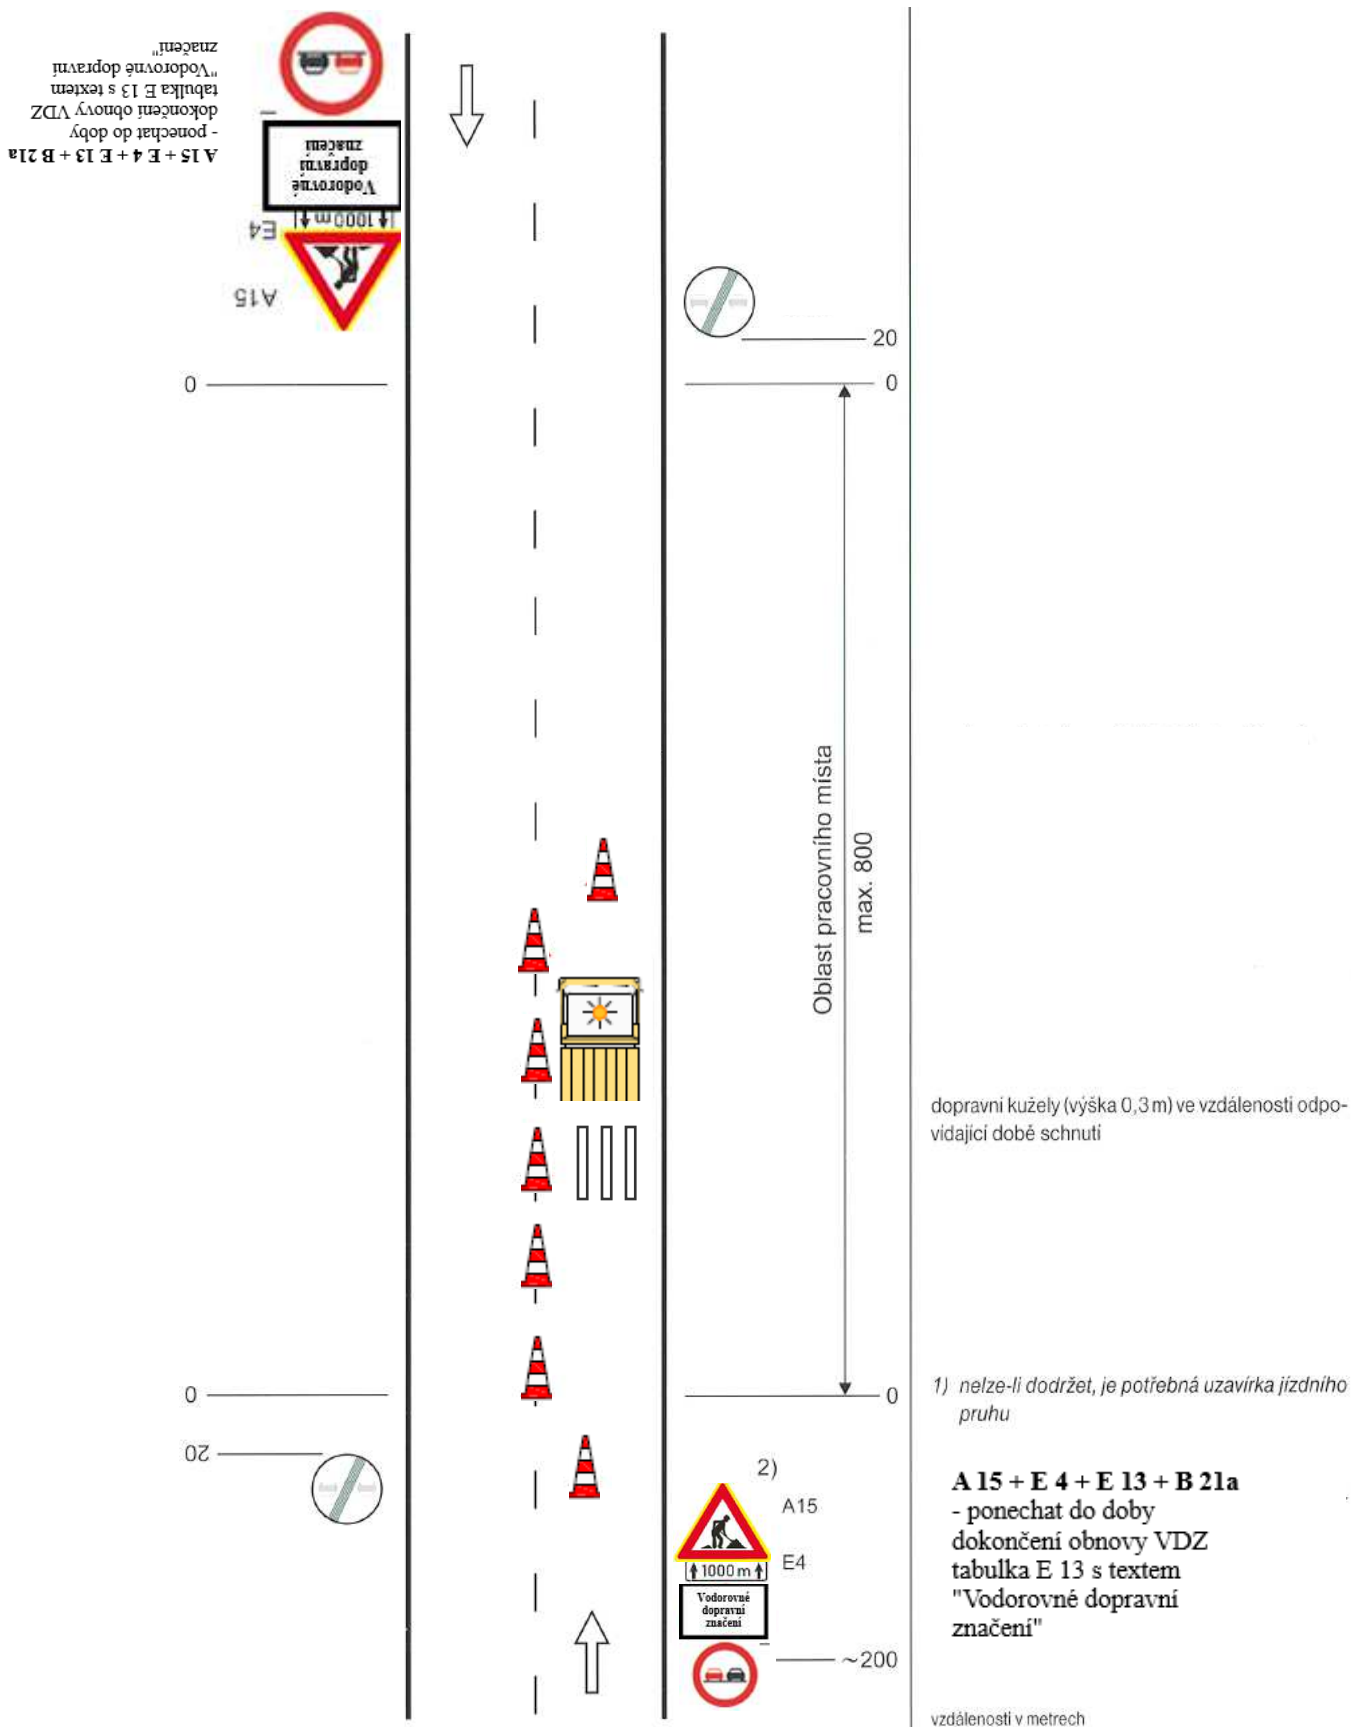 A 15 + E 4 + E 13 + B 21a
- ponechat do doby
dokončení obnovy VDZ
tabulka E 13 s textem
"Vodorovné dopravní
značení"
Vodorovné
dopravní
značení
1000 m
E4
A15
20
0
0
Oblast pracovního místa
max. 800
dopravní kužely (výška 0,3 m) ve vzdálenosti odpo-
vídající době schnutí
0
0
20
1) nelze-li dodržet, je potřebná uzavírka jízdního
pruhu
2)
A15
E4
1000 m
Vodorovné
dopravní
značení
~200
A 15 + E 4 + E 13 + B 21a
- ponechat do doby
dokončení obnovy VDZ
tabulka E 13 s textem
"Vodorovné dopravní
značení"
vzdálenosti v metrech